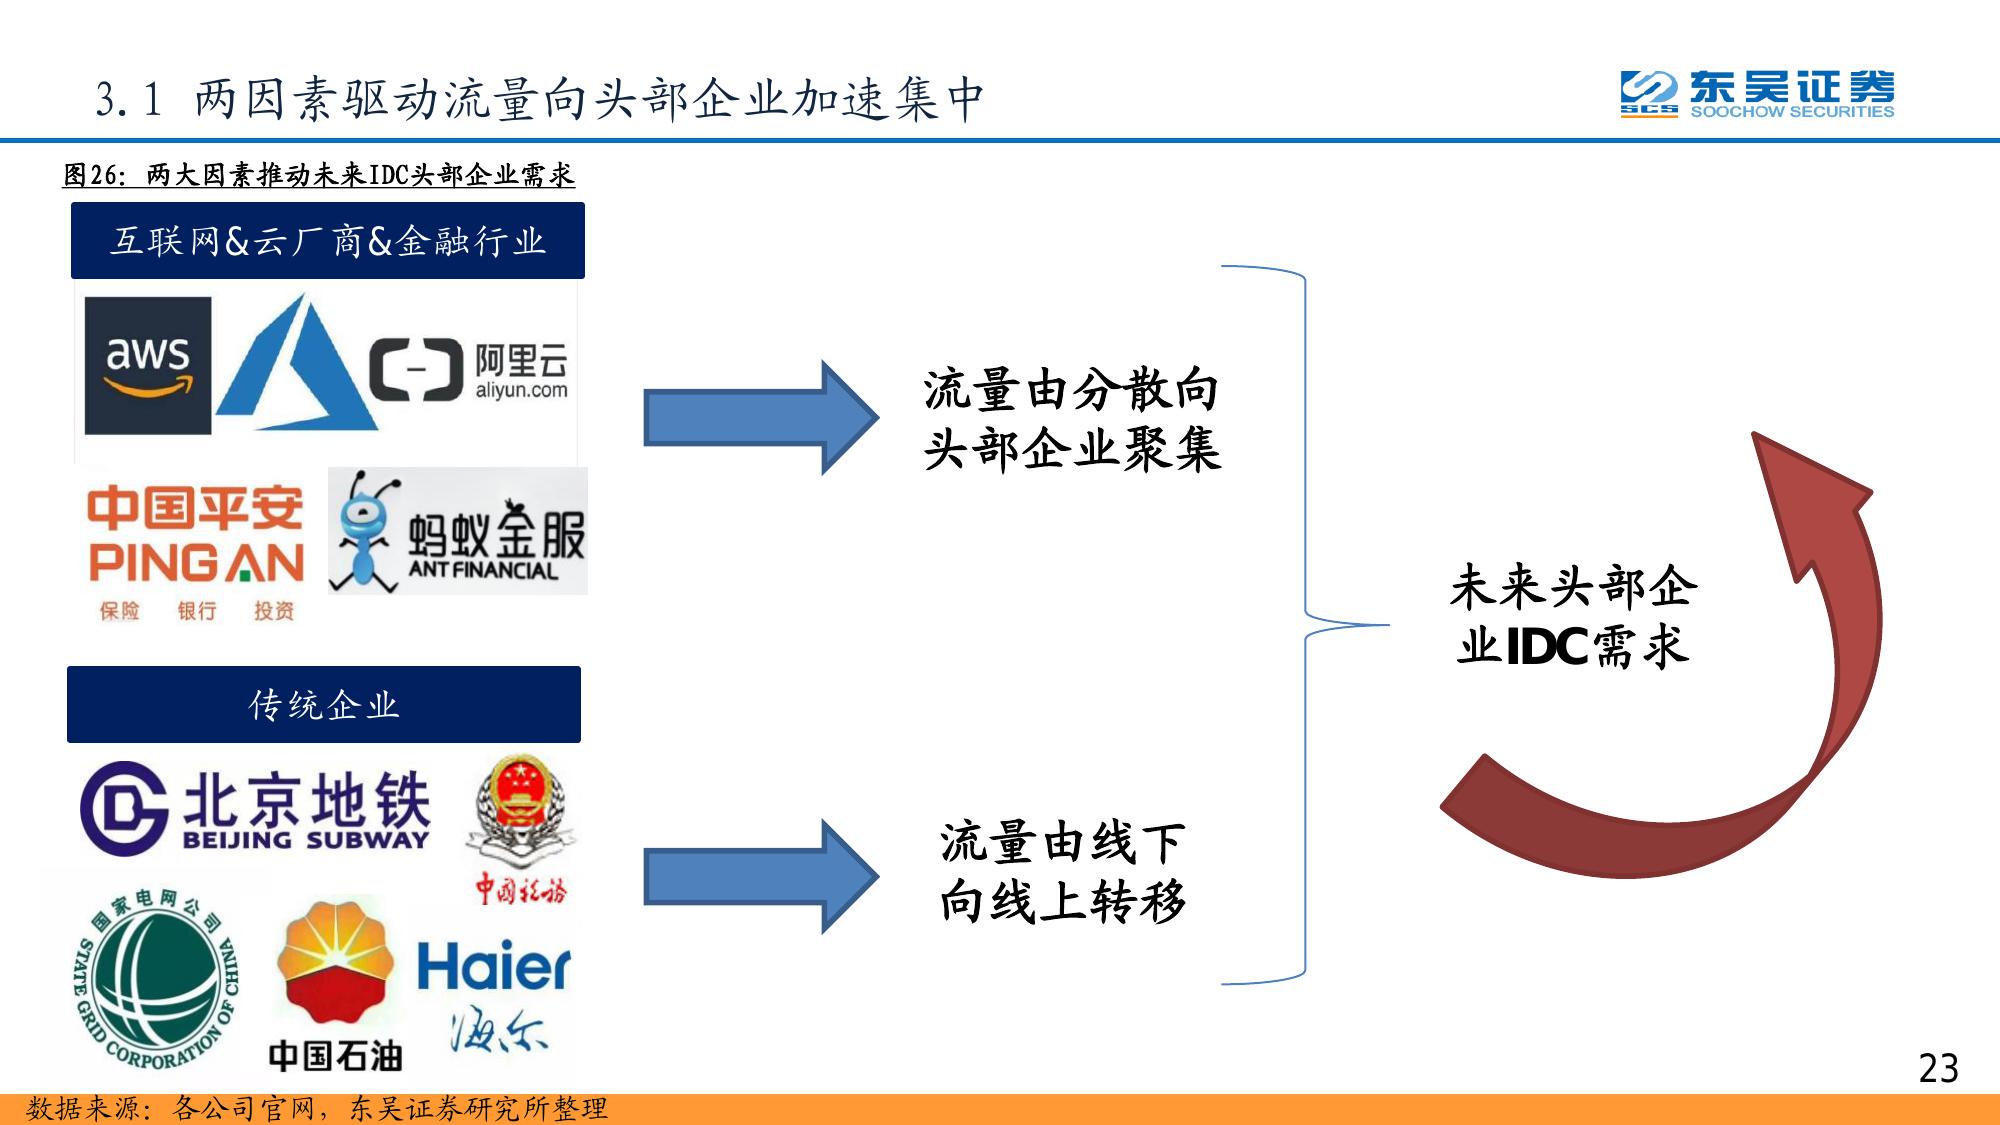 3.1 两因素驱动流量向头部企业加速集中
东吴证券
SCS
SOOCHOW SECURITIES
图26：两大因素推动未来IDC头部企业需求
互联网&云厂商&金融行业
aws
阿里云
aliyun.com
中国平安
PING AN
保险 银行 投资
蚂蚁金服
ANT FINANCIAL
流量由分散向
头部企业聚集
传统企业
北京地铁
BEIJING SUBWAY
中国税务
国家电网公司
STATE GRID CORPORATION OF CHINA
中国石油
Haier
海尔
流量由线下
向线上转移
未来头部企
业IDC需求
23
数据来源：各公司官网，东吴证券研究所整理